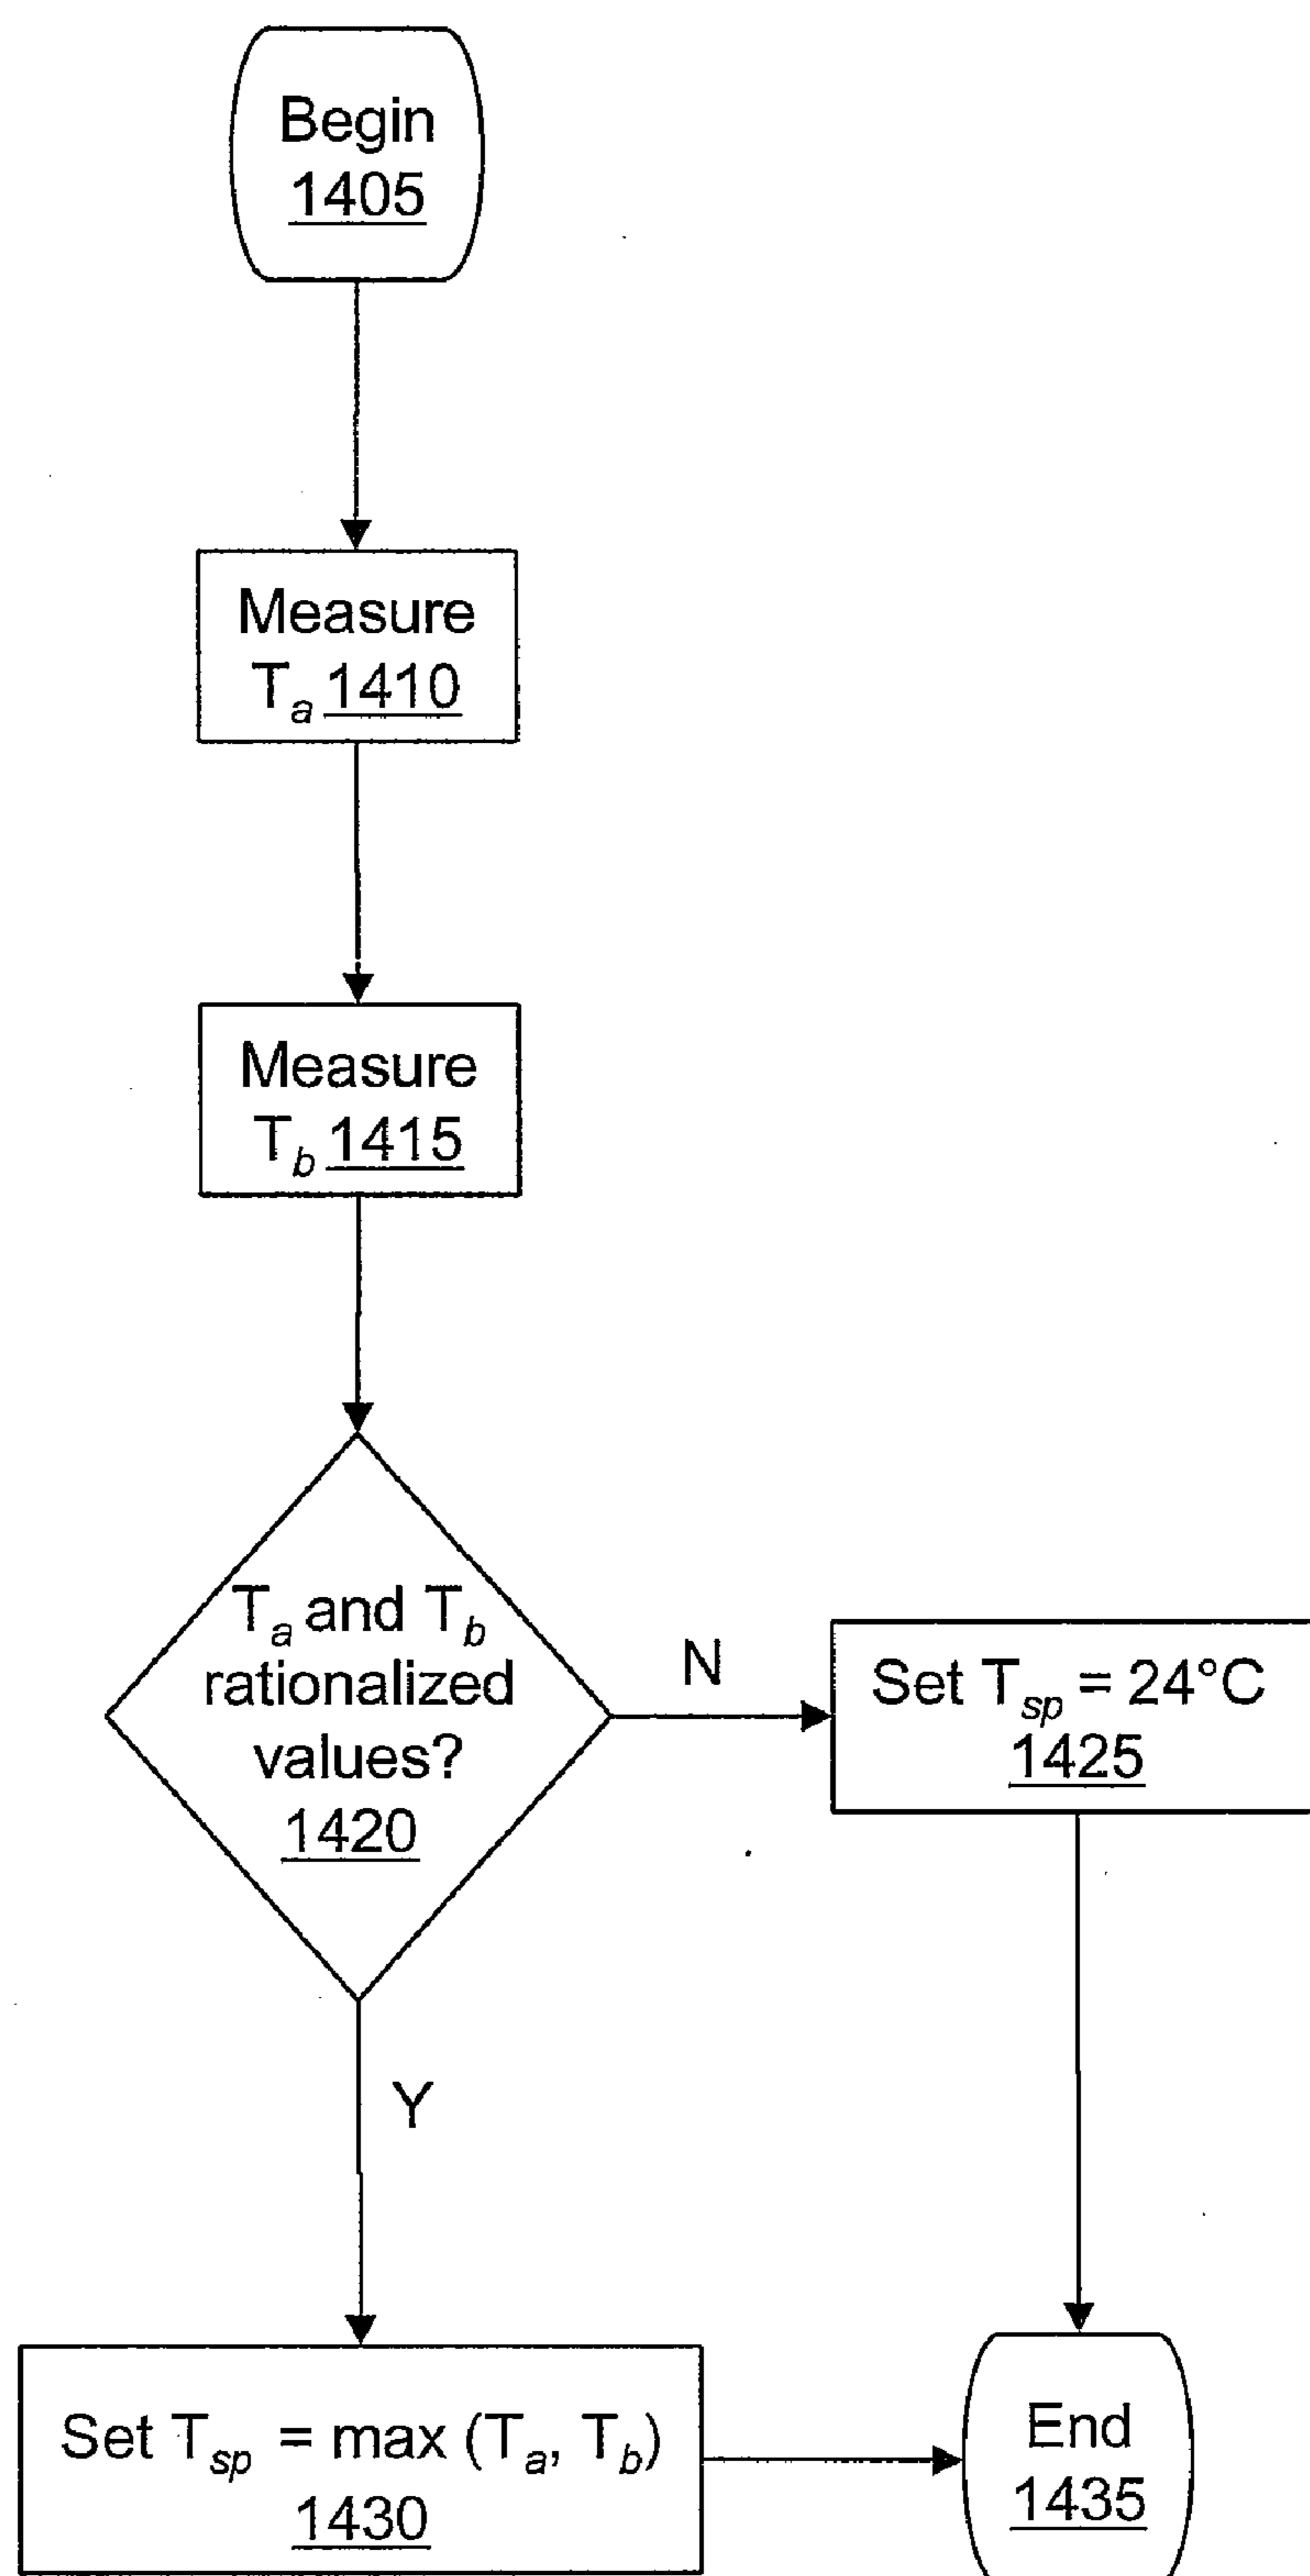 Begin
1405
Measure
Ta 1410
Measure
Tb 1415
Ta and Tb
rationalized
values?
1420
N
Set Tsp = 24°C
1425
Y
Set Tsp = max (Ta, Tb)
1430
End
1435